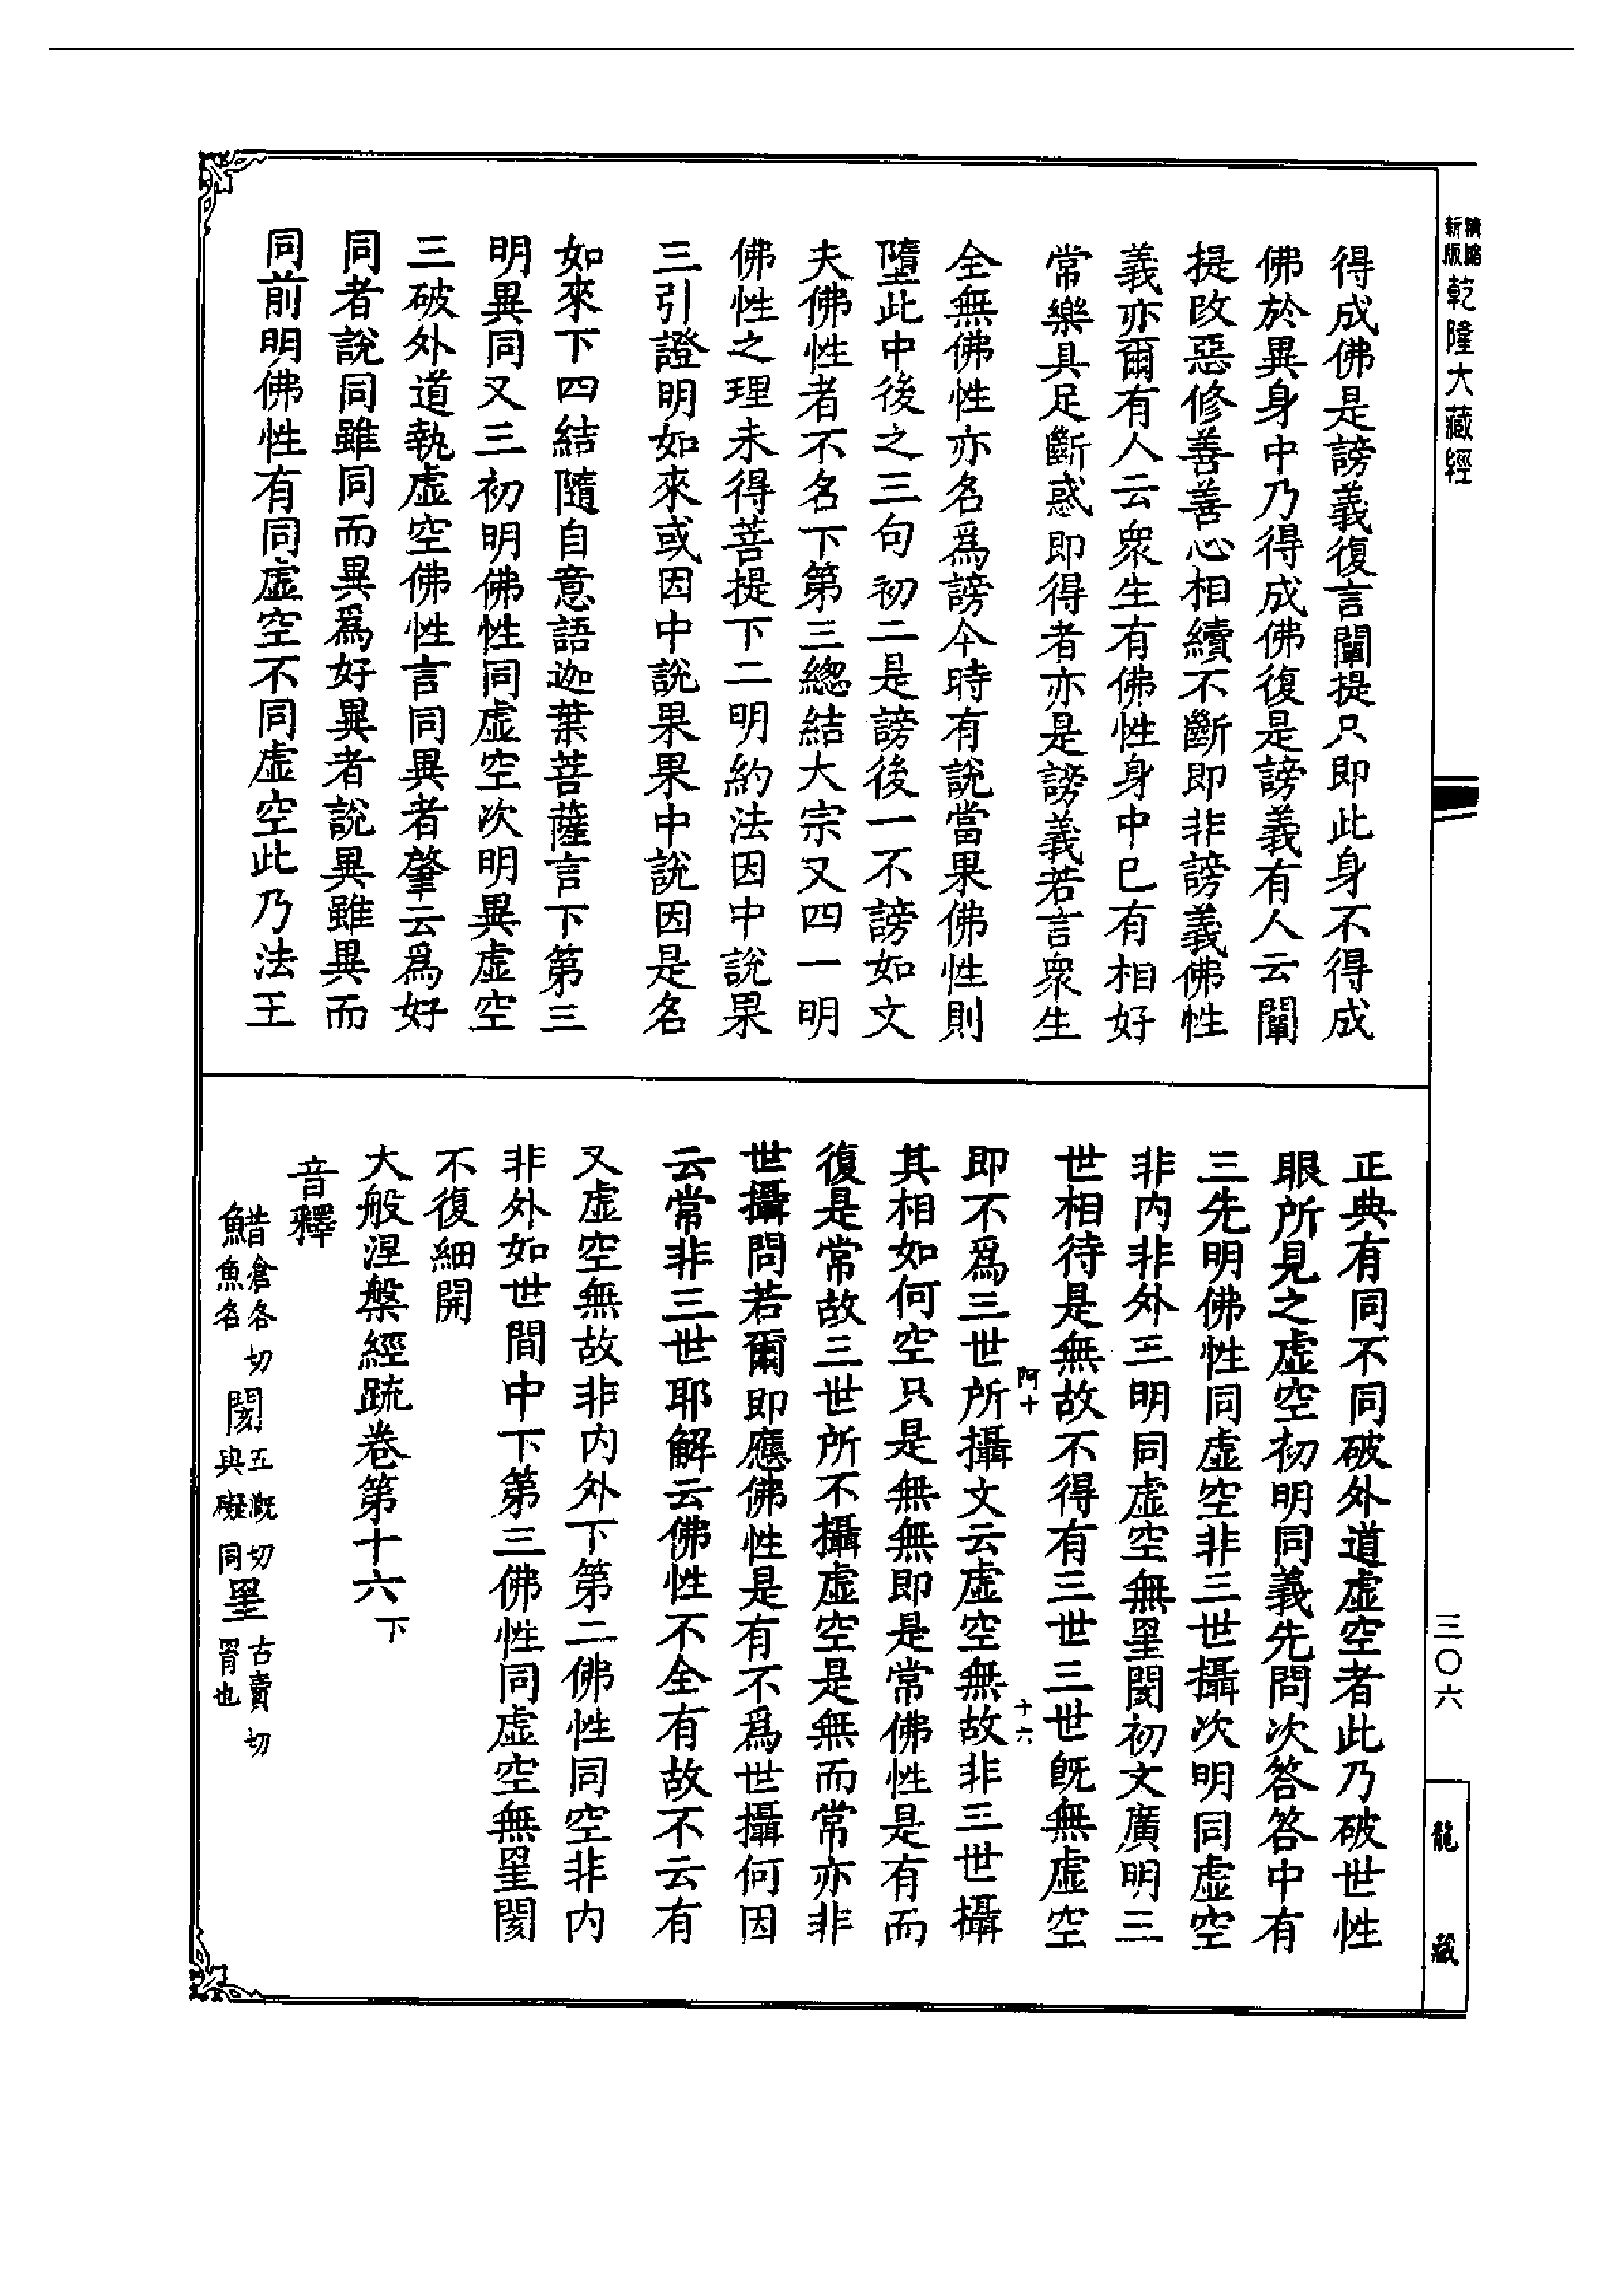 新版
精縮
乾隆大藏經
得成佛是謗義復言闡提只即此身不得成
佛於異身中乃得成佛復是謗義有人云闡
提改惡修善善心相續不斷即非謗義佛性
義亦爾有人云衆生有佛性身中已有相好
常樂具足斷惑即得者亦是謗義若言衆生
全無佛性亦名爲謗今時有說當果佛性則
墮此中後之三句初二是謗後一不謗如文
夫佛性者不名下第三總結大宗又四一明
佛性之理未得菩提下二明約法因中說果
三引證明如來或因中說果果中說因是名
如來下四結隨自意語迦葉菩薩言下第三
明異同又三初明佛性同虛空次明異虛空
三破外道執虛空佛性言同異者肇云爲好
同者說同雖同而異爲好異者說異雖異而
同前明佛性有同虛空不同虛空此乃法王
正典有同不同破外道虛空者此乃破世性
眼所見之虛空初明同義先問次答答中有
三先明佛性同虛空非三世攝次明同虛空
非內非外三明同虛空無罣閡初文廣明三
世相待是無故不得有三世三世既無虛空
阿十
十六
即不爲三世所攝文云虛空無故非三世攝
其相如何空只是無無即是常佛性是有而
復是常故三世所不攝虛空是無而常亦非
世攝問若爾即應佛性是有不爲世攝何因
云常非三世耶解云佛性不全有故不云有
又虛空無故非內外下第二佛性同空非內
非外如世間中下第三佛性同虛空無罣閡
不復細開
大般涅槃經疏卷第十六下
音釋
䱜倉各切魚名閡五溉切與礙同罣古賣切罥也
三〇六
龍藏